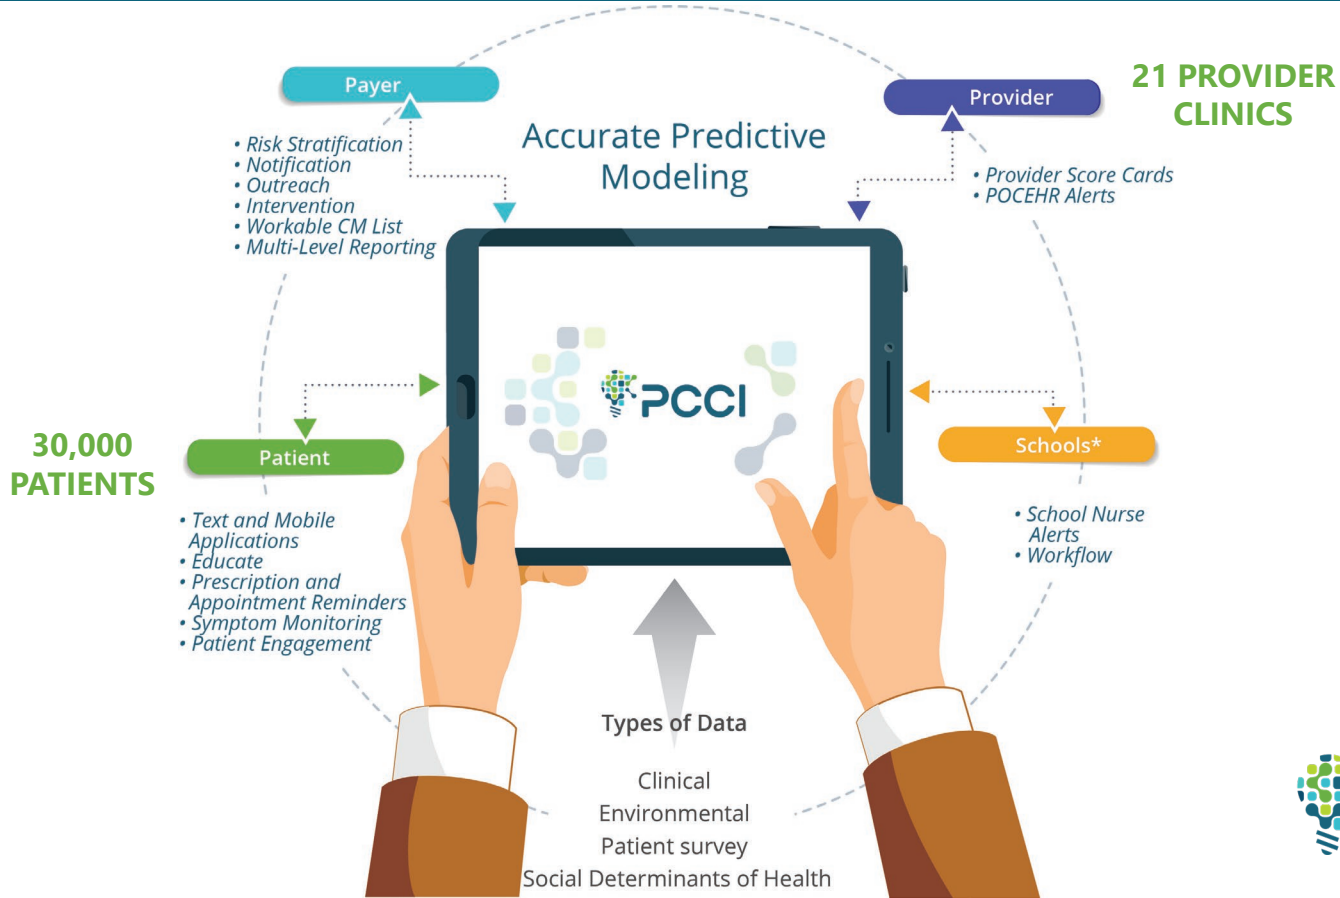 Payer
• Risk Stratification
• Notification
• Outreach
• Intervention
• Workable CM List
• Multi-Level Reporting
Accurate Predictive
Modeling
Provider
21 PROVIDER
CLINICS
• Provider Score Cards
• POCEHR Alerts
PCCI
30,000
PATIENTS
Patient
• Text and Mobile
Applications
• Educate
• Prescription and
Appointment Reminders
• Symptom Monitoring
• Patient Engagement
Schools*
• School Nurse
Alerts
• Workflow
Types of Data
Clinical
Environmental
Patient survey
Social Determinants of Health